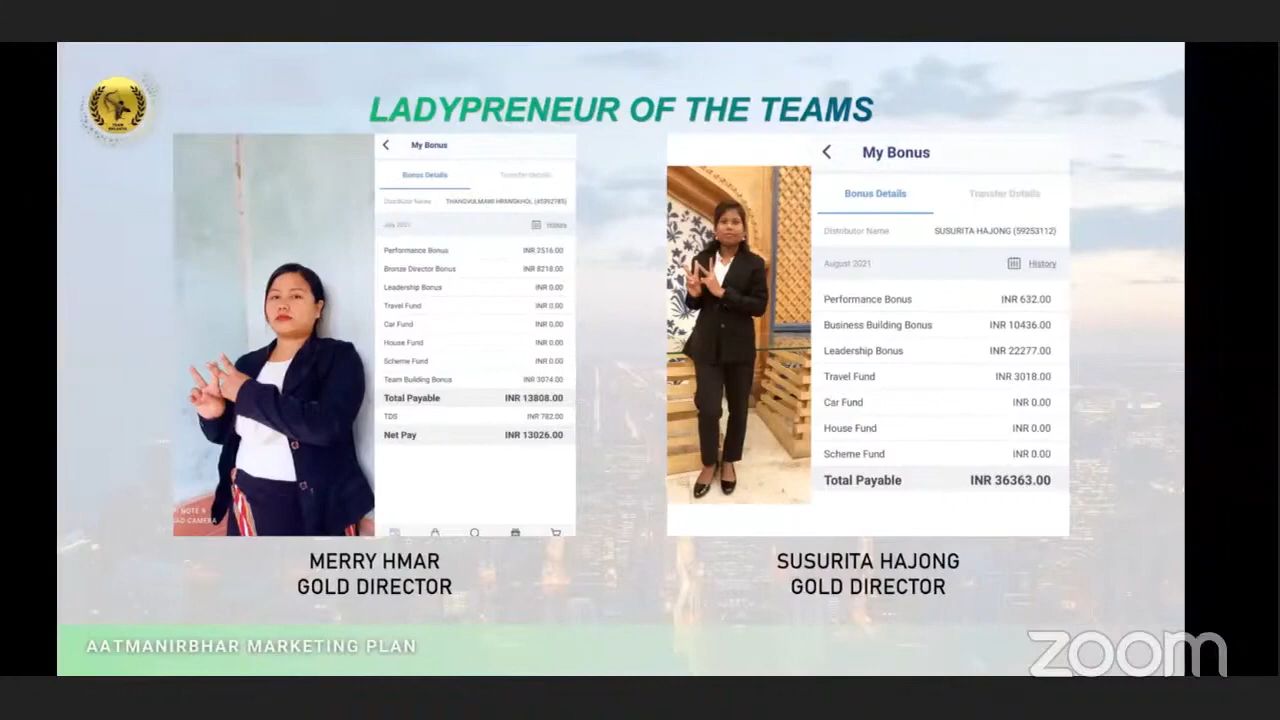 LADYPRENEUR OF THE TEAMS
My Bonus
Bonus Details Transfer Details
Distributor Name (45392785)
July 2021 History
Performance Bonus INR 2516.00
Bronze Director Bonus INR 8218.00
Leadership Bonus INR 0.00
Travel Fund INR 0.00
Car Fund INR 0.00
House Fund INR 0.00
Scheme Fund INR 0.00
Team Building Bonus INR 3074.00
Total Payable INR 13808.00
TDS INR 782.00
Net Pay INR 13026.00
NOTE
AD CAMERA
MERRY HMAR
GOLD DIRECTOR
My Bonus
Bonus Details Transfer Details
Distributor Name SUSURITA HAJONG (59253112)
August 2021 History
Performance Bonus INR 632.00
Business Building Bonus INR 10436.00
Leadership Bonus INR 22277.00
Travel Fund INR 3018.00
Car Fund INR 0.00
House Fund INR 0.00
Scheme Fund INR 0.00
Total Payable INR 36363.00
SUSURITA HAJONG
GOLD DIRECTOR
AATMANIRBHAR MARKETING PLAN
zoom